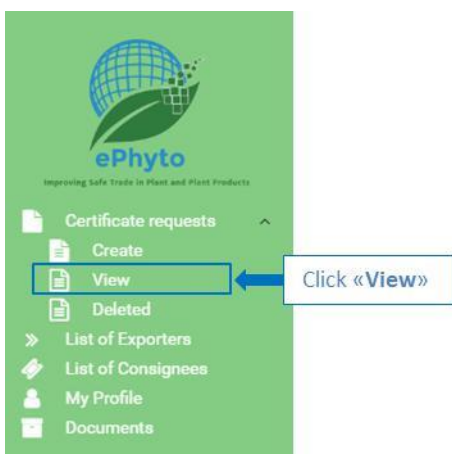 ePhyto
Improving Safe Trade in Plant and Plant Products
Certificate requests
Create
View
Click «View»
Deleted
List of Exporters
List of Consignees
My Profile
Documents